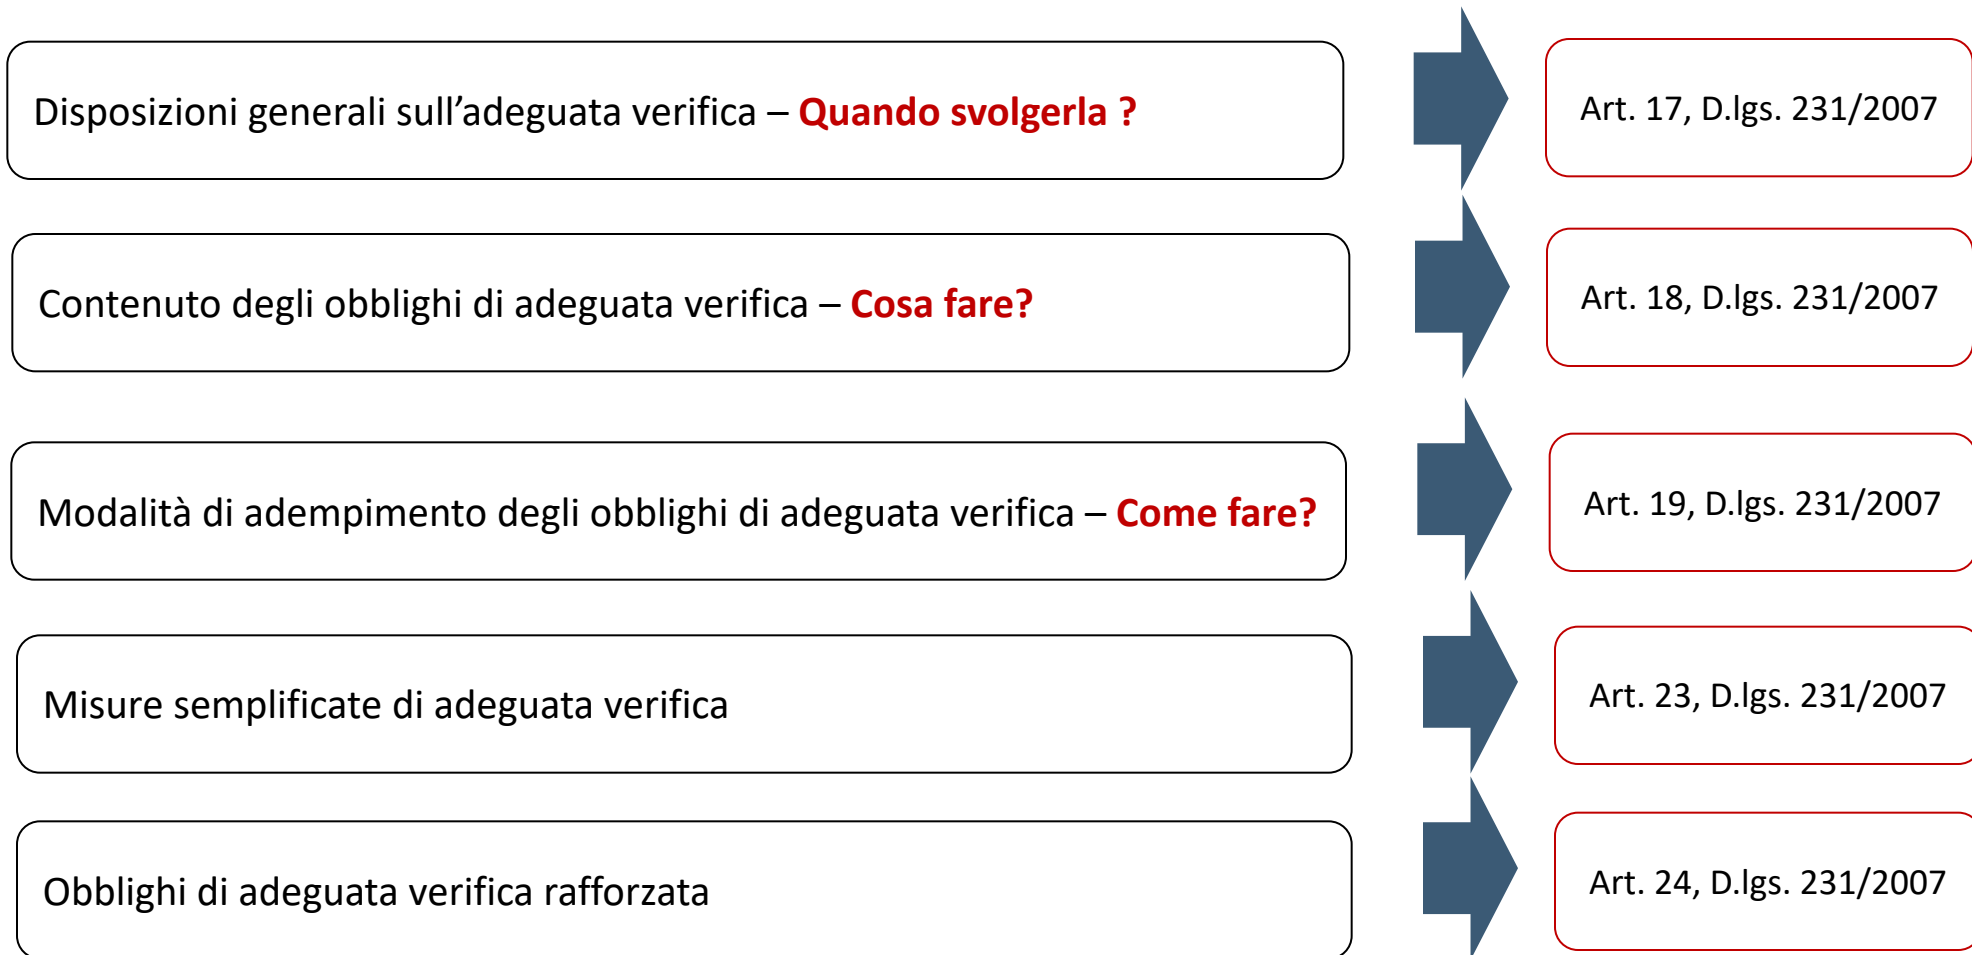 Disposizioni generali sull’adeguata verifica – Quando svolgerla ?
Art. 17, D.lgs. 231/2007
Contenuto degli obblighi di adeguata verifica – Cosa fare?
Art. 18, D.lgs. 231/2007
Modalità di adempimento degli obblighi di adeguata verifica – Come fare?
Art. 19, D.lgs. 231/2007
Misure semplificate di adeguata verifica
Art. 23, D.lgs. 231/2007
Obblighi di adeguata verifica rafforzata
Art. 24, D.lgs. 231/2007